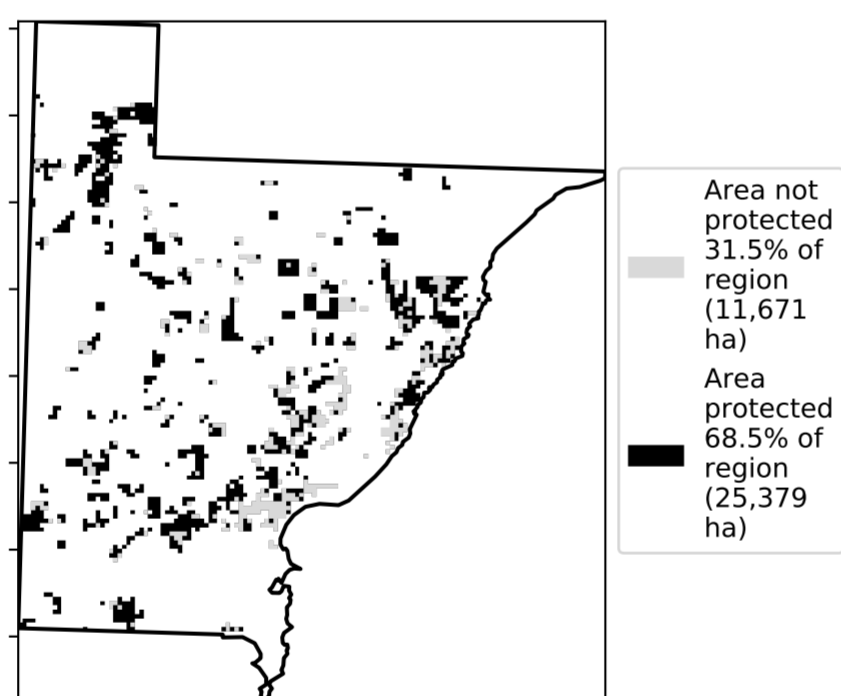 Area not
protected
31.5% of
region
(11,671
ha)
Area
protected
68.5% of
region
(25,379
ha)